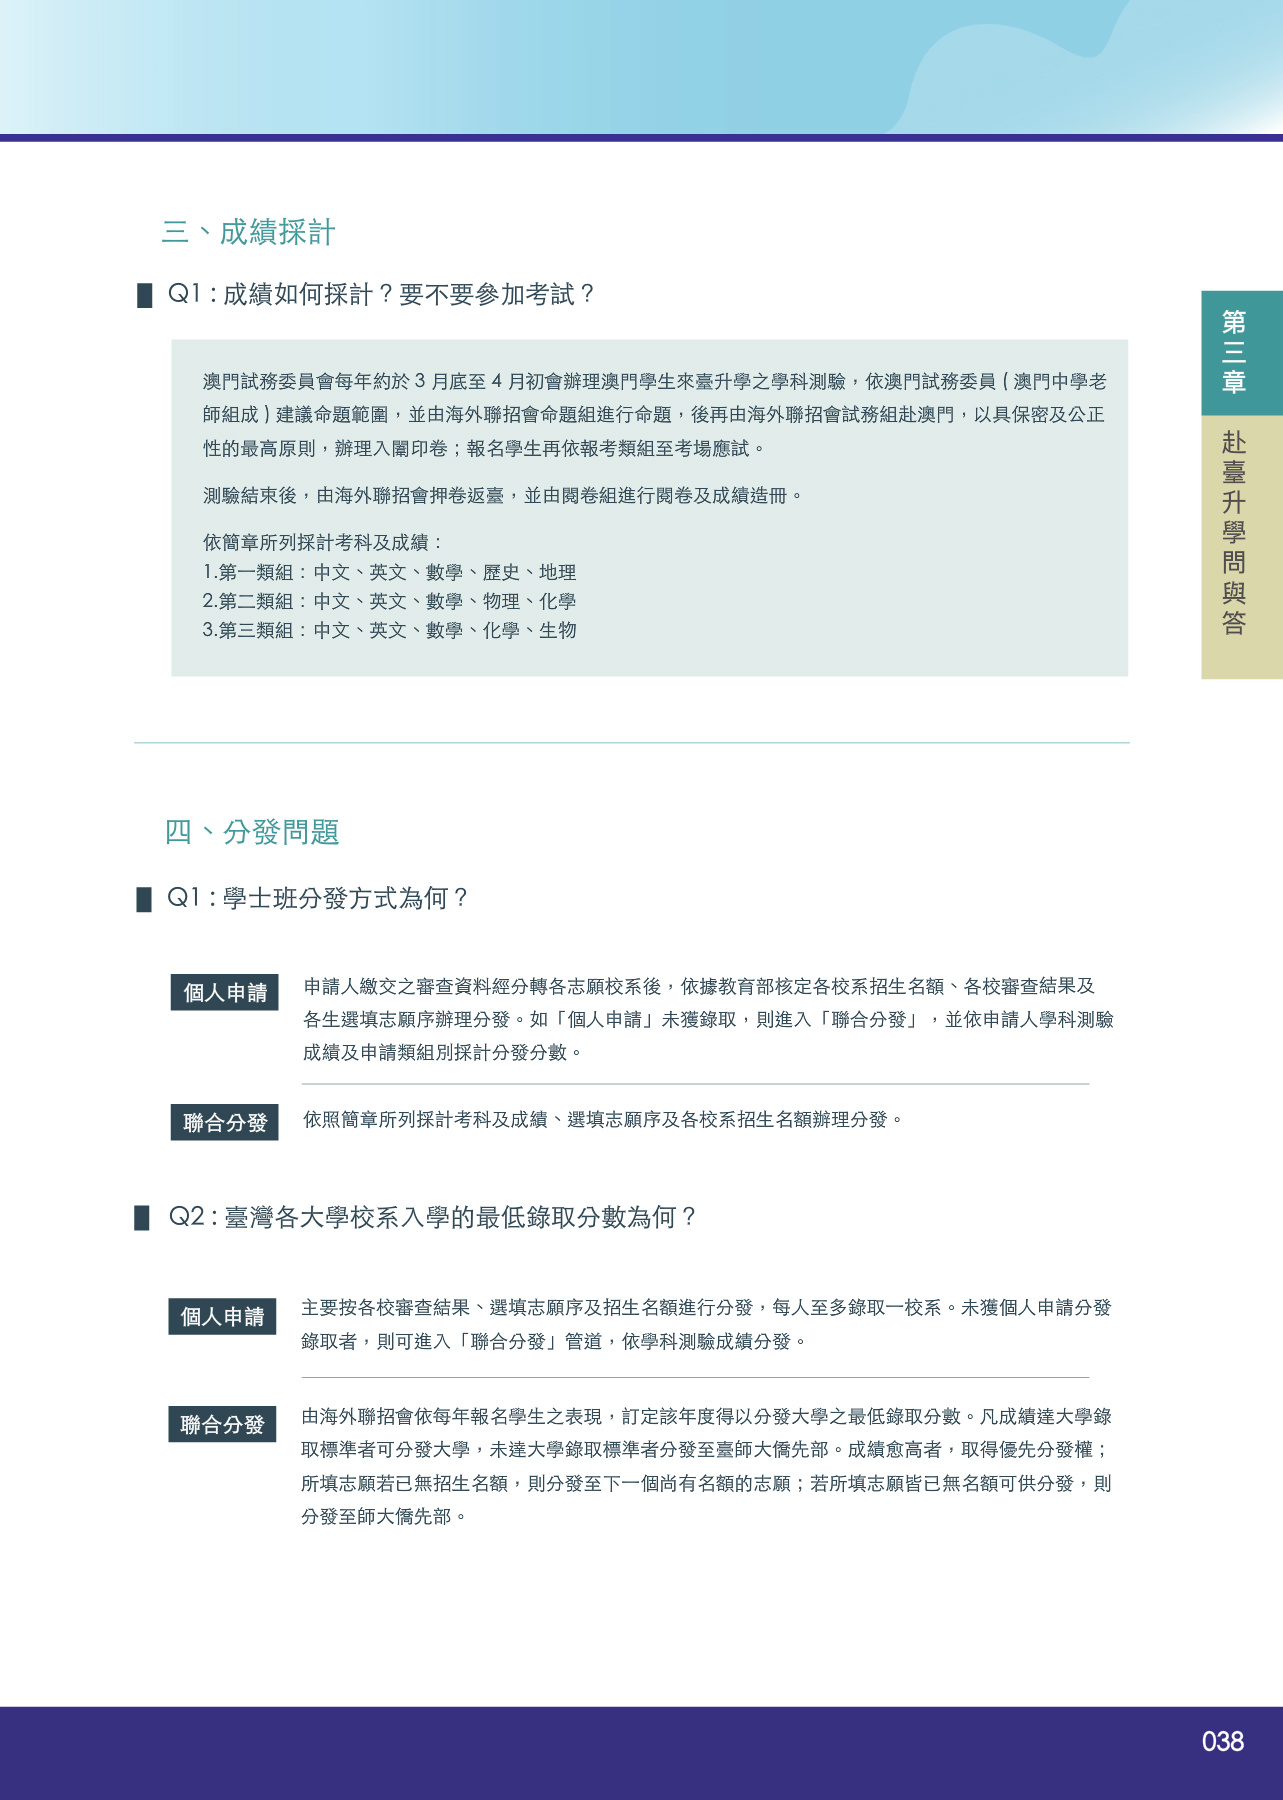 三、成績採計
Q1：成績如何採計？要不要參加考試？
澳門試務委員會每年約於 3 月底至 4 月初會辦理澳門學生來臺升學之學科測驗，依澳門試務委員 ( 澳門中學老
師組成 ) 建議命題範圍，並由海外聯招會命題組進行命題，後再由海外聯招會試務組赴澳門，以具保密及公正
性的最高原則，辦理入闈印卷；報名學生再依報考類組至考場應試。
測驗結束後，由海外聯招會押卷返臺，並由閱卷組進行閱卷及成績造冊。
依簡章所列採計考科及成績：
1.第一類組：中文、英文、數學、歷史、地理
2.第二類組：中文、英文、數學、物理、化學
3.第三類組：中文、英文、數學、化學、生物
第三章
赴臺升學問與答
四、分發問題
Q1：學士班分發方式為何？
個人申請
申請人繳交之審查資料經分轉各志願校系後，依據教育部核定各校系招生名額、各校審查結果及
各生選填志願序辦理分發。如「個人申請」未獲錄取，則進入「聯合分發」，並依申請人學科測驗
成績及申請類組別採計分發分數。
聯合分發
依照簡章所列採計考科及成績、選填志願序及各校系招生名額辦理分發。
Q2：臺灣各大學校系入學的最低錄取分數為何？
個人申請
主要按各校審查結果、選填志願序及招生名額進行分發，每人至多錄取一校系。未獲個人申請分發
錄取者，則可進入「聯合分發」管道，依學科測驗成績分發。
聯合分發
由海外聯招會依每年報名學生之表現，訂定該年度得以分發大學之最低錄取分數。凡成績達大學錄
取標準者可分發大學，未達大學錄取標準者分發至臺師大僑先部。成績愈高者，取得優先分發權；
所填志願若已無招生名額，則分發至下一個尚有名額的志願；若所填志願皆已無名額可供分發，則
分發至師大僑先部。
038